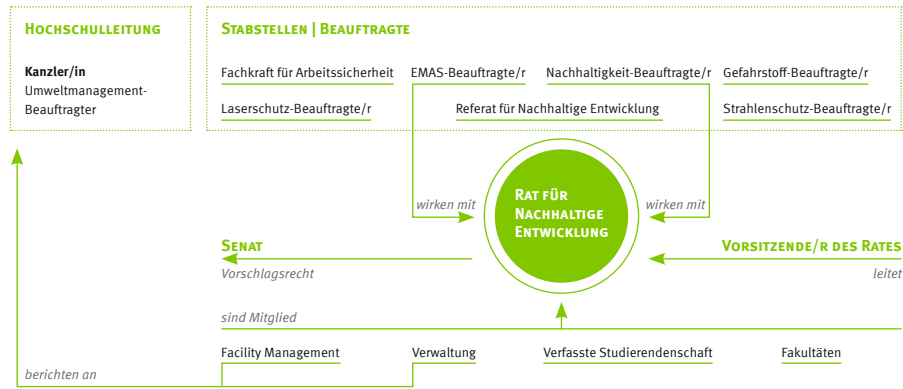 HOCHSCHULLEITUNG
Kanzler/in
Umweltmanagement-
Beauftragter
STABSTELLEN | BEAUFTRAGTE
Fachkraft für Arbeitssicherheit EMAS-Beauftragte/r Nachhaltigkeit-Beauftragte/r Gefahrstoff-Beauftragte/r
Laserschutz-Beauftragte/r Referat für Nachhaltige Entwicklung Strahlenschutz-Beauftragte/r
wirken mit
RAT FÜR
NACHHALTIGE
ENTWICKLUNG
wirken mit
SENAT
Vorschlagsrecht
VORSITZENDE/R DES RATES
leitet
sind Mitglied
Facility Management Verwaltung Verfasste Studierendenschaft Fakultäten
berichten an